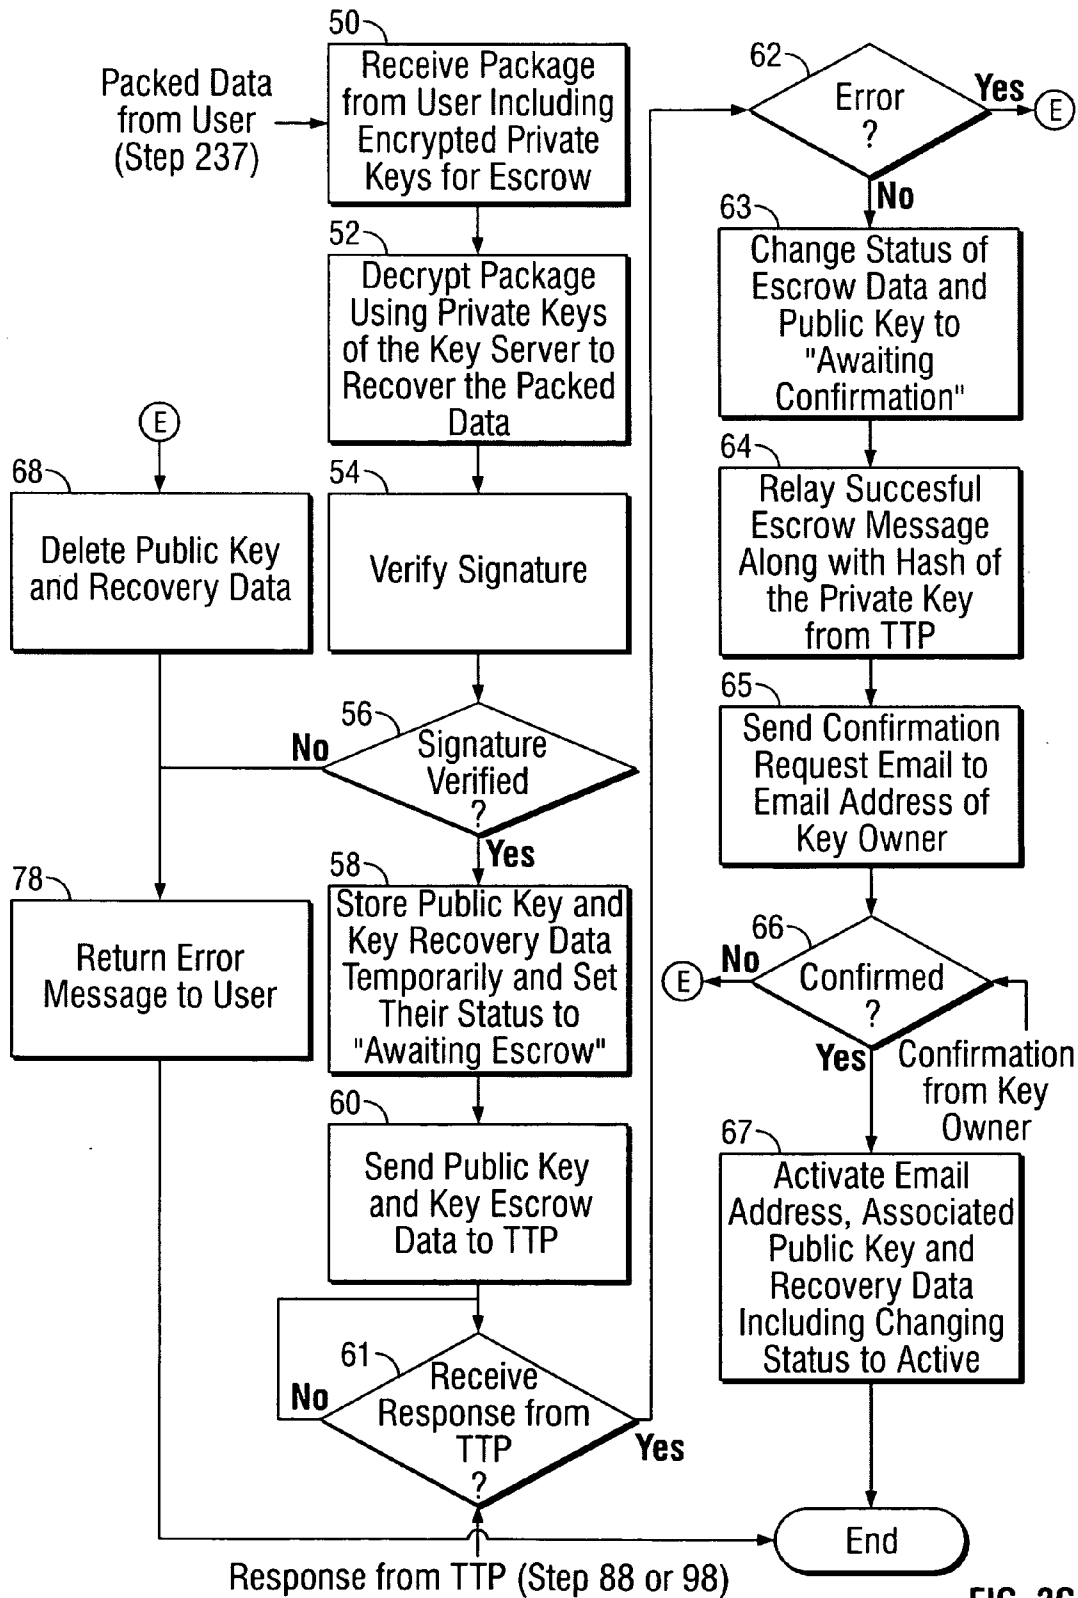 50
Packed Data
from User
(Step 237)
Receive Package
from User Including
Encrypted Private
Keys for Escrow
52
Decrypt Package
Using Private Keys
of the Key Server to
Recover the Packed
Data
E
68
Delete Public Key
and Recovery Data
54
Verify Signature
56
Signature
Verified
?
No
Yes
78
Return Error
Message to User
58
Store Public Key and
Key Recovery Data
Temporarily and Set
Their Status to
"Awaiting Escrow"
60
Send Public Key
and Key Escrow
Data to TTP
61
Receive
Response from
TTP
?
No
Yes
Response from TTP (Step 88 or 98)
62
Error
?
Yes
E
No
63
Change Status of
Escrow Data and
Public Key to
"Awaiting
Confirmation"
64
Relay Succesful
Escrow Message
Along with Hash of
the Private Key
from TTP
65
Send Confirmation
Request Email to
Email Address of
Key Owner
66
Confirmed
?
No
E
Yes
Confirmation
from Key
Owner
67
Activate Email
Address, Associated
Public Key and
Recovery Data
Including Changing
Status to Active
End